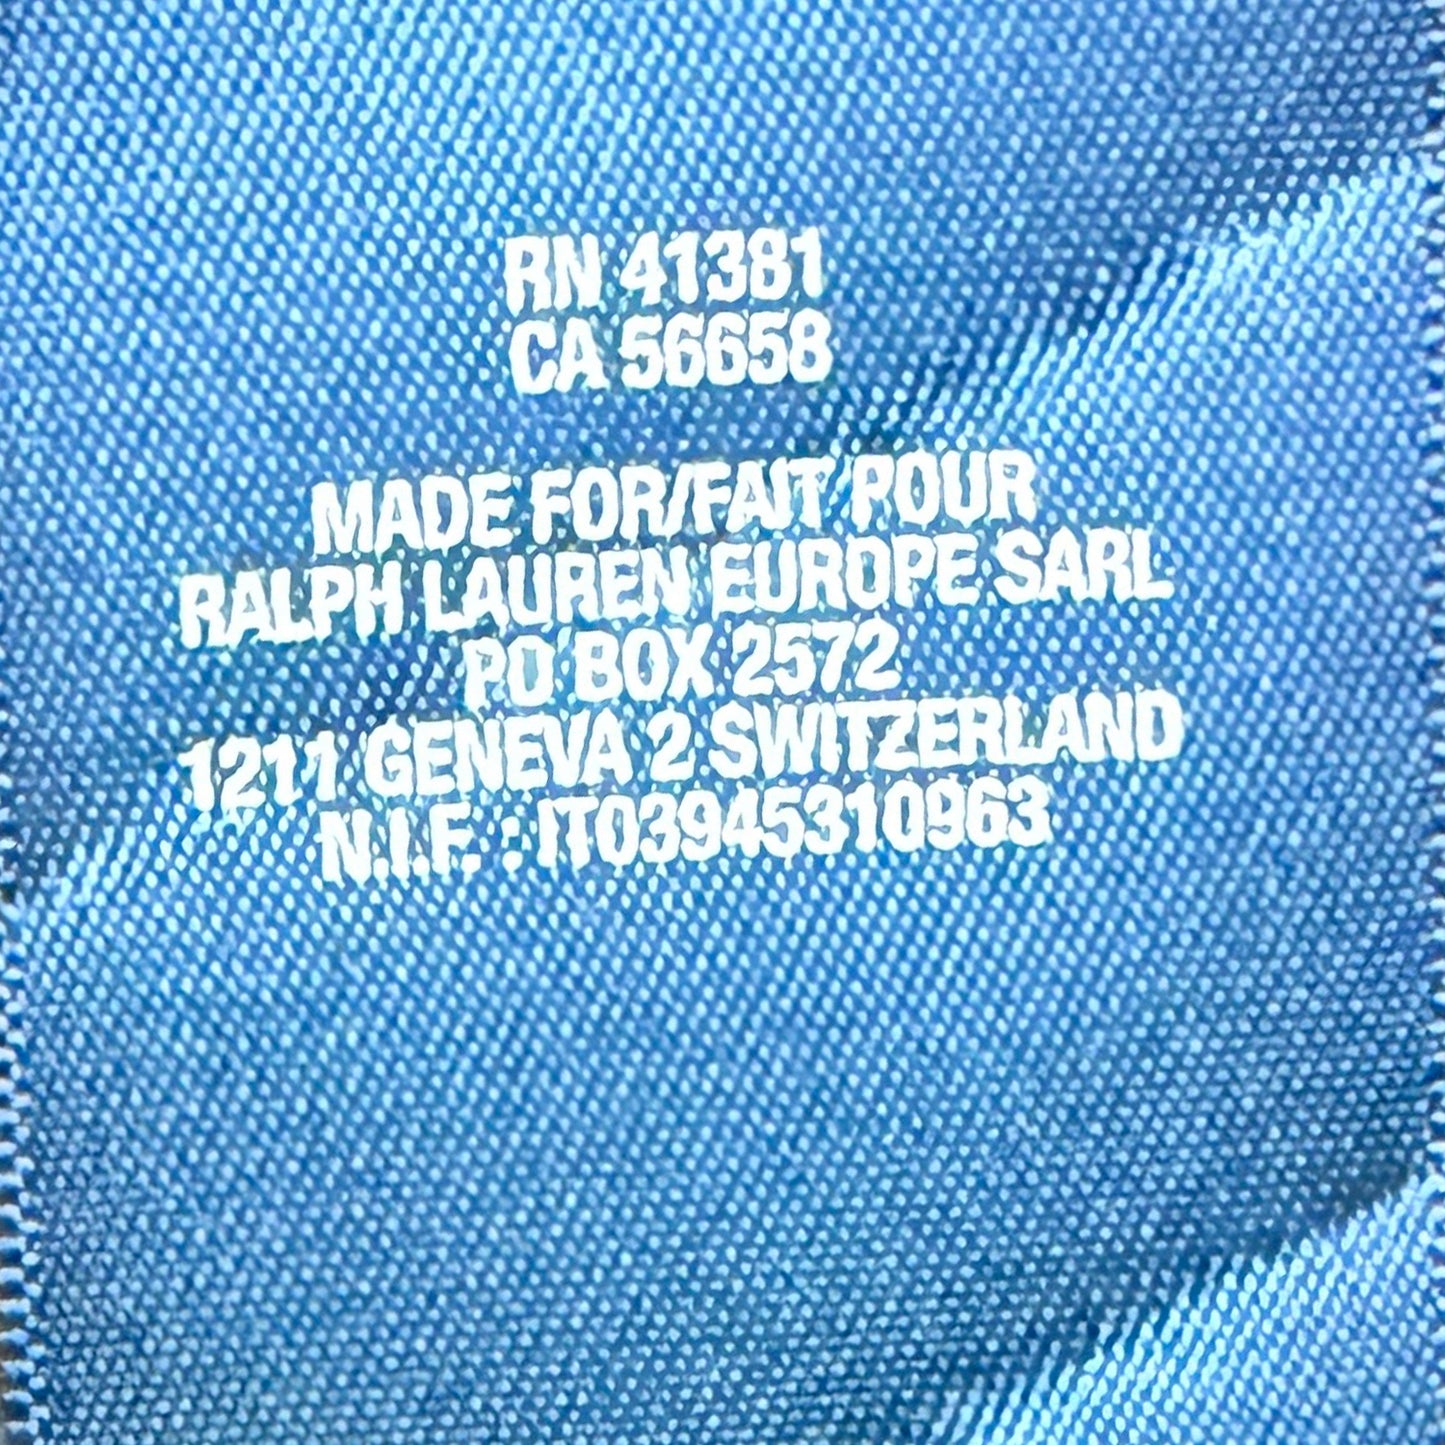 RN 41381
CA 56658
MADE FOR/FAIT POUR
RALPH LAUREN EUROPE SARL
PO BOX 2572
1211 GENEVA 2 SWITZERLAND
N.I.F. : IT03945310963